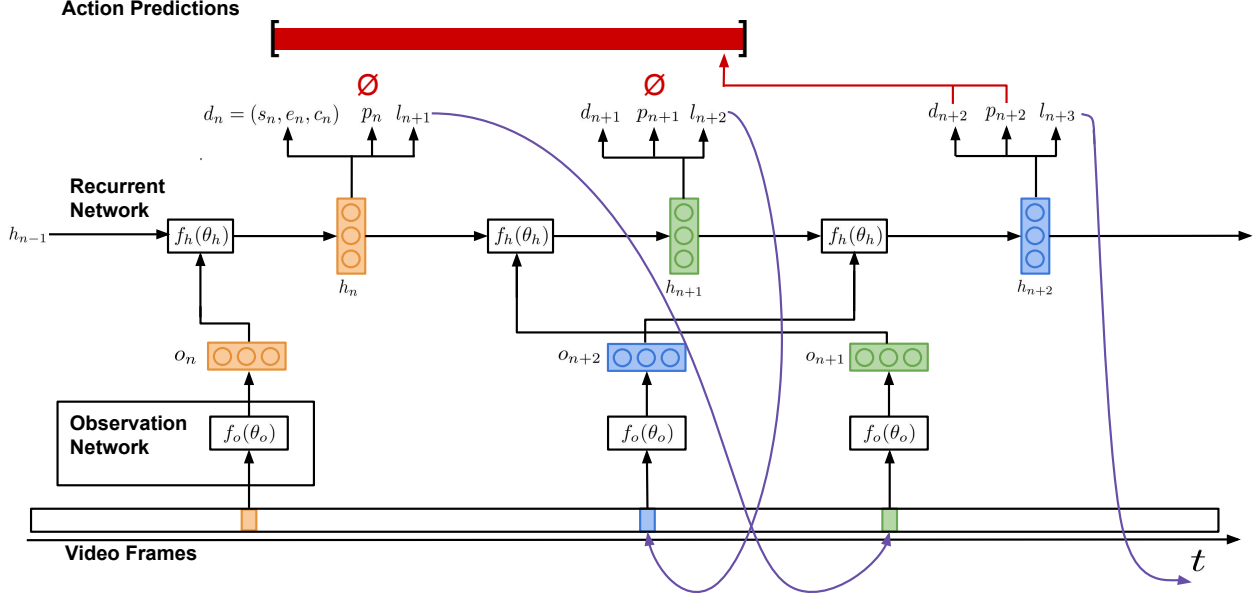 Action Predictions
[ ]
Ø Ø
d_n = (s_n, e_n, c_n) p_n l_{n+1} d_{n+1} p_{n+1} l_{n+2} d_{n+2} p_{n+2} l_{n+3}
Recurrent
Network
h_{n-1} f_h(θ_h) f_h(θ_h) f_h(θ_h)
h_n h_{n+1} h_{n+2}
o_n o_{n+2} o_{n+1}
Observation
Network
f_o(θ_o) f_o(θ_o) f_o(θ_o)
Video Frames
t